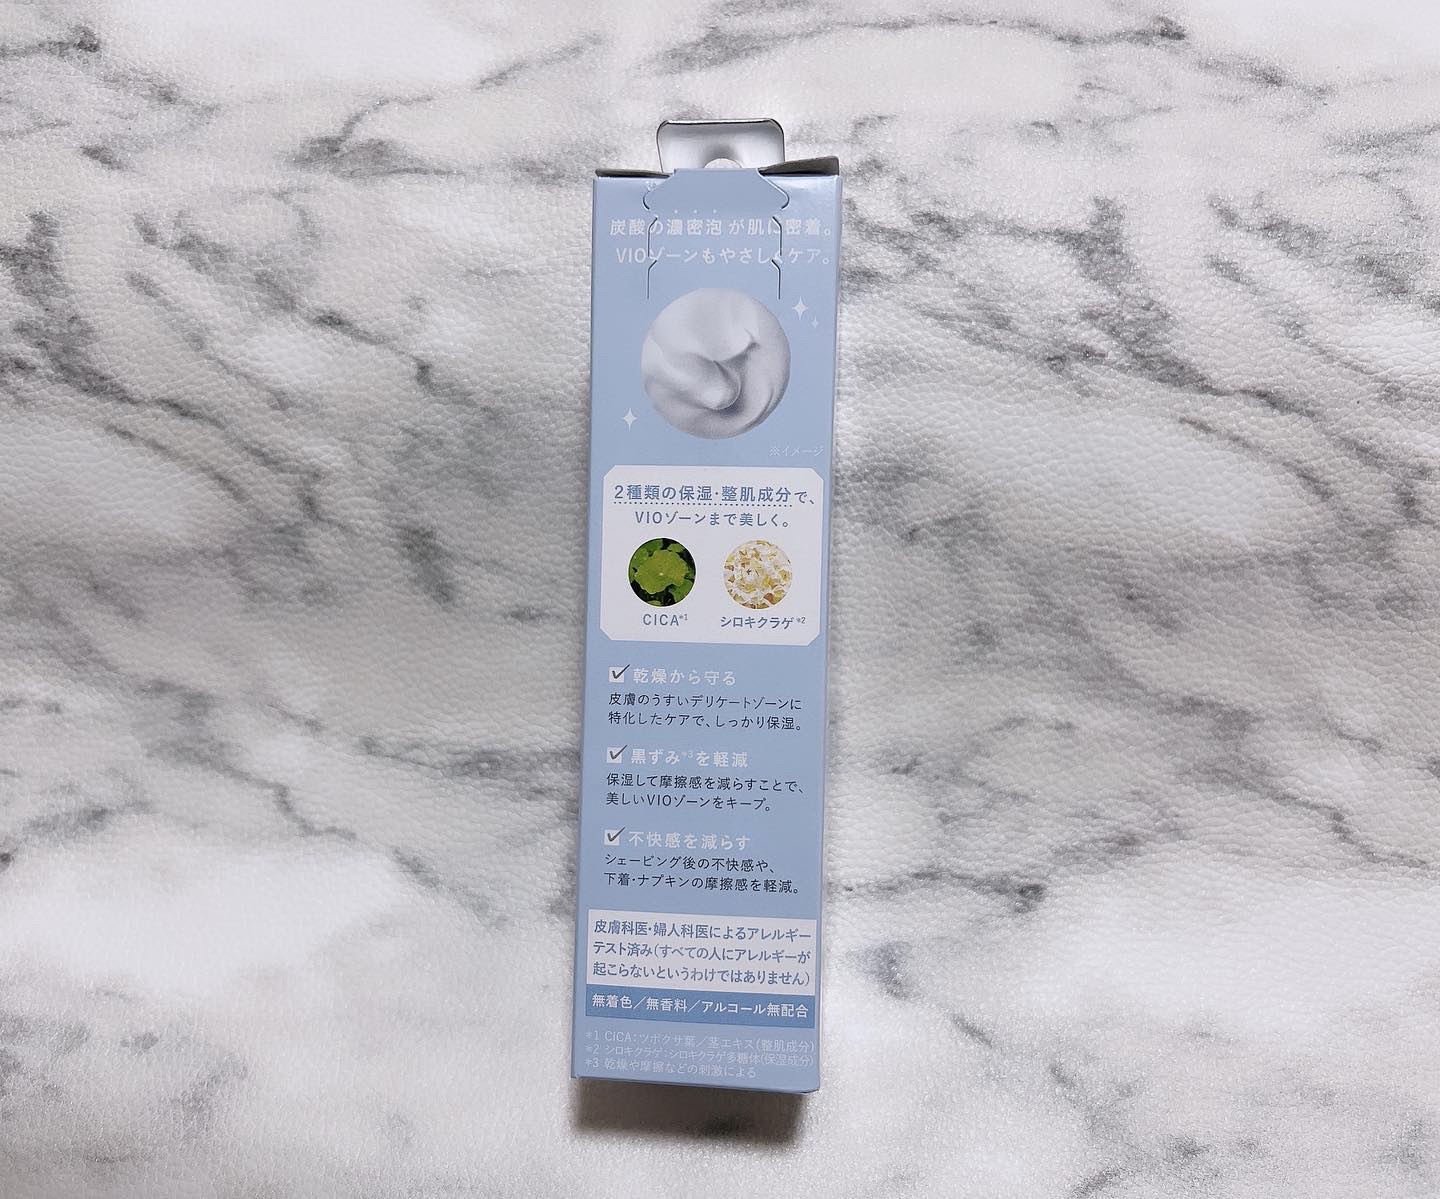 炭酸の濃密泡が肌に密着。
VIOゾーンもやさしくケア。
※イメージ
2種類の保湿・整肌成分で、
VIOゾーンまで美しく。
CICA*1 シロキクラゲ*2
乾燥から守る
皮膚のうすいデリケートゾーンに
特化したケアで、しっかり保湿。
黒ずみ*3を軽減
保湿して摩擦感を減らすことで、
美しいVIOゾーンをキープ。
不快感を減らす
シェービング後の不快感や、
下着・ナプキンの摩擦感を軽減。
皮膚科医・婦人科医によるアレルギー
テスト済み(すべての人にアレルギーが
起こらないというわけではありません)
無着色/無香料/アルコール無配合
*1 CICA:ツボクサ葉/茎エキス(整肌成分)
*2 シロキクラゲ:シロキクラゲ多糖体(保湿成分)
*3 乾燥や摩擦などの刺激による